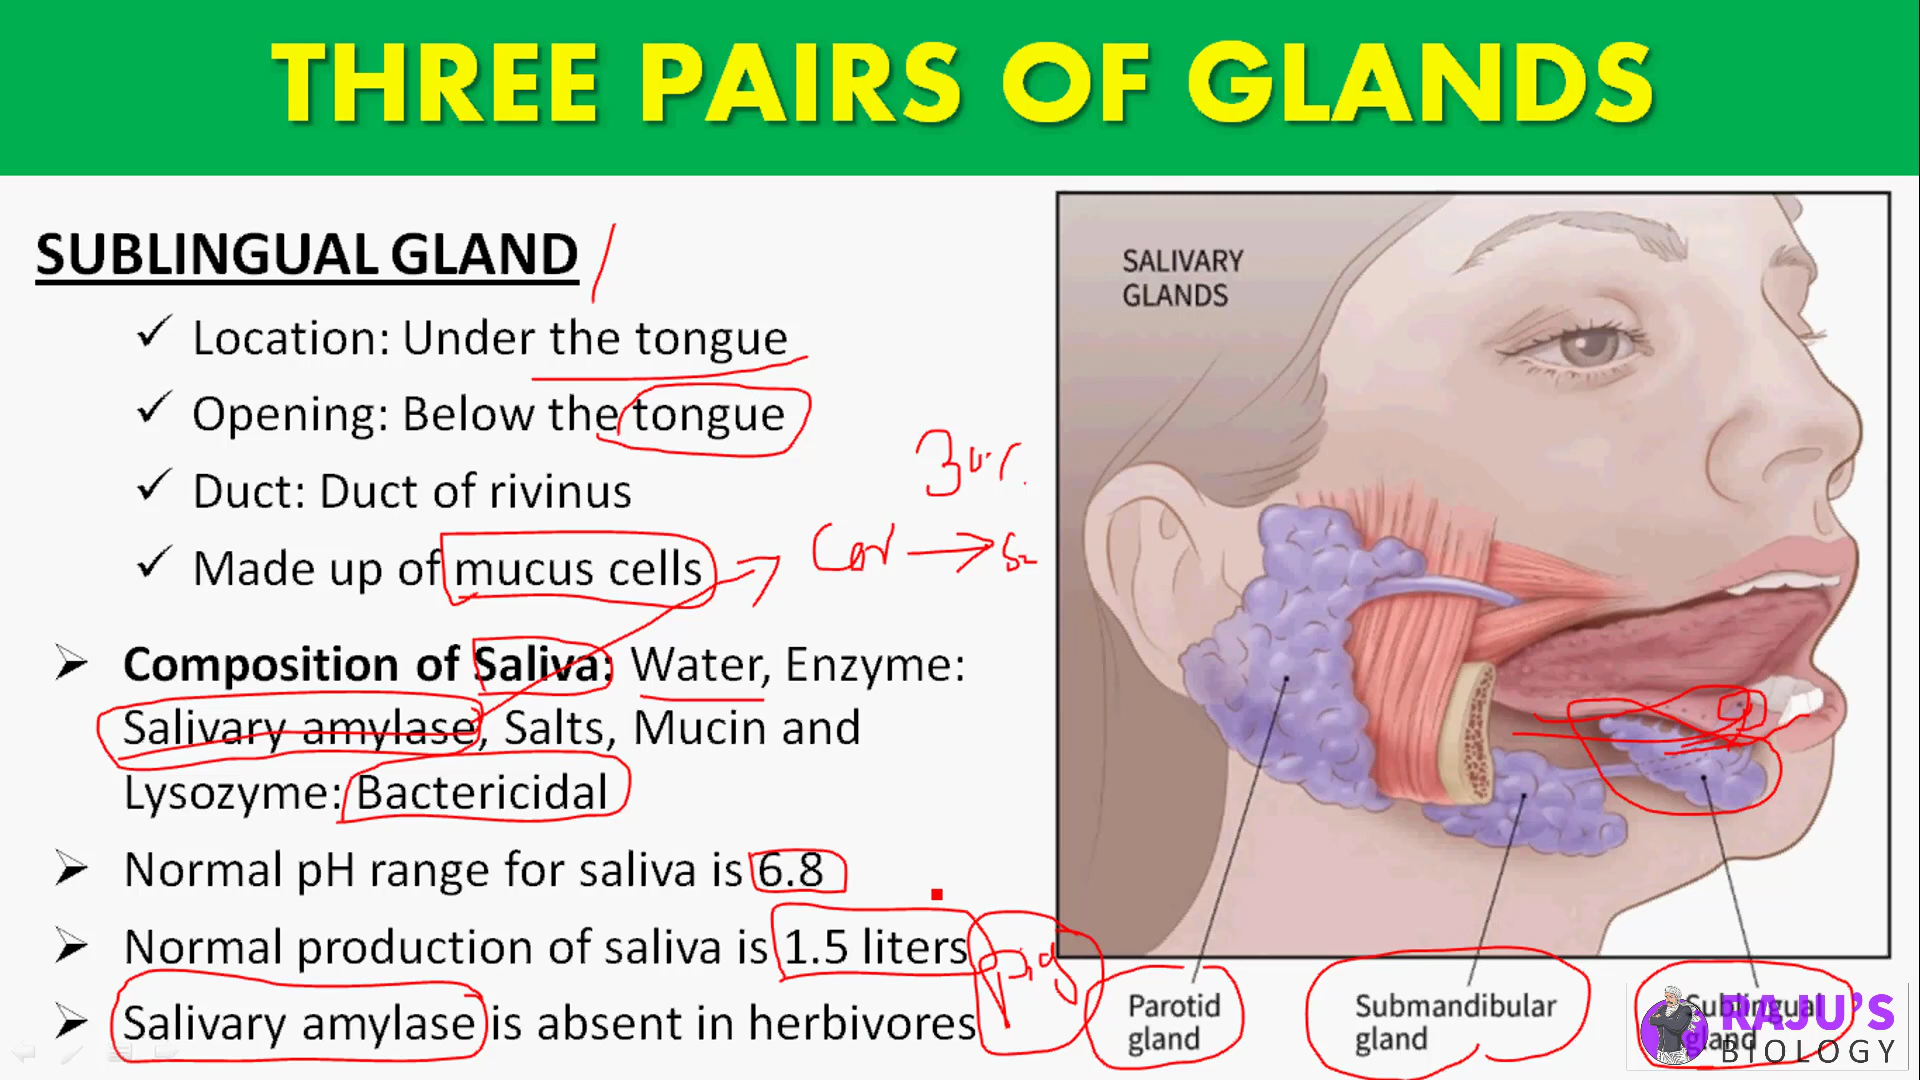 THREE PAIRS OF GLANDS
SUBLINGUAL GLAND
✓ Location: Under the tongue
✓ Opening: Below the tongue
✓ Duct: Duct of rivinus
✓ Made up of mucus cells
➤ Composition of Saliva: Water, Enzyme:
Salivary amylase, Salts, Mucin and
Lysozyme: Bactericidal
➤ Normal pH range for saliva is 6.8
➤ Normal production of saliva is 1.5 liters
➤ Salivary amylase is absent in herbivores
SALIVARY
GLANDS
Parotid
gland
Submandibular
gland
Sublingual
gland
RAJU'S
BIOLOGY